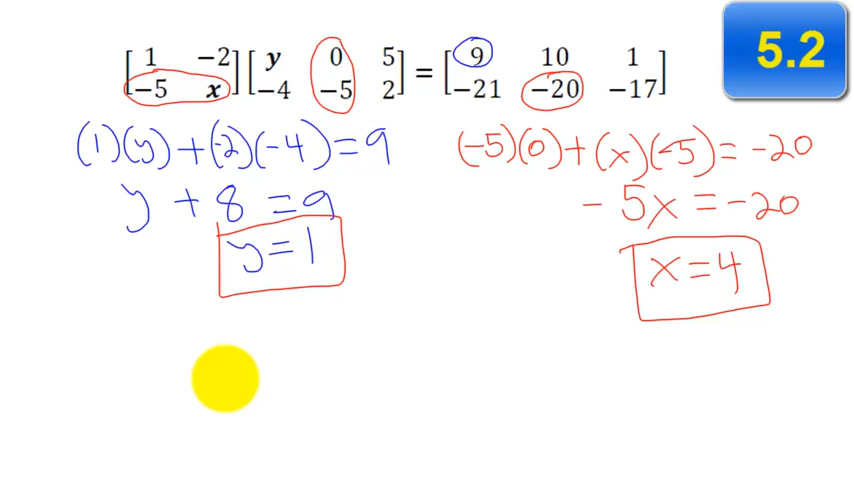 5.2
[1 −2] [y 0 5] = [9 10 1]
[−5 x] [−4 −5 2] [−21 −20 −17]
(1)(y)+(-2)(-4)=9
(-5)(0)+(x)(-5)=-20
y + 8 = 9
-5x=-20
y=1
x=4